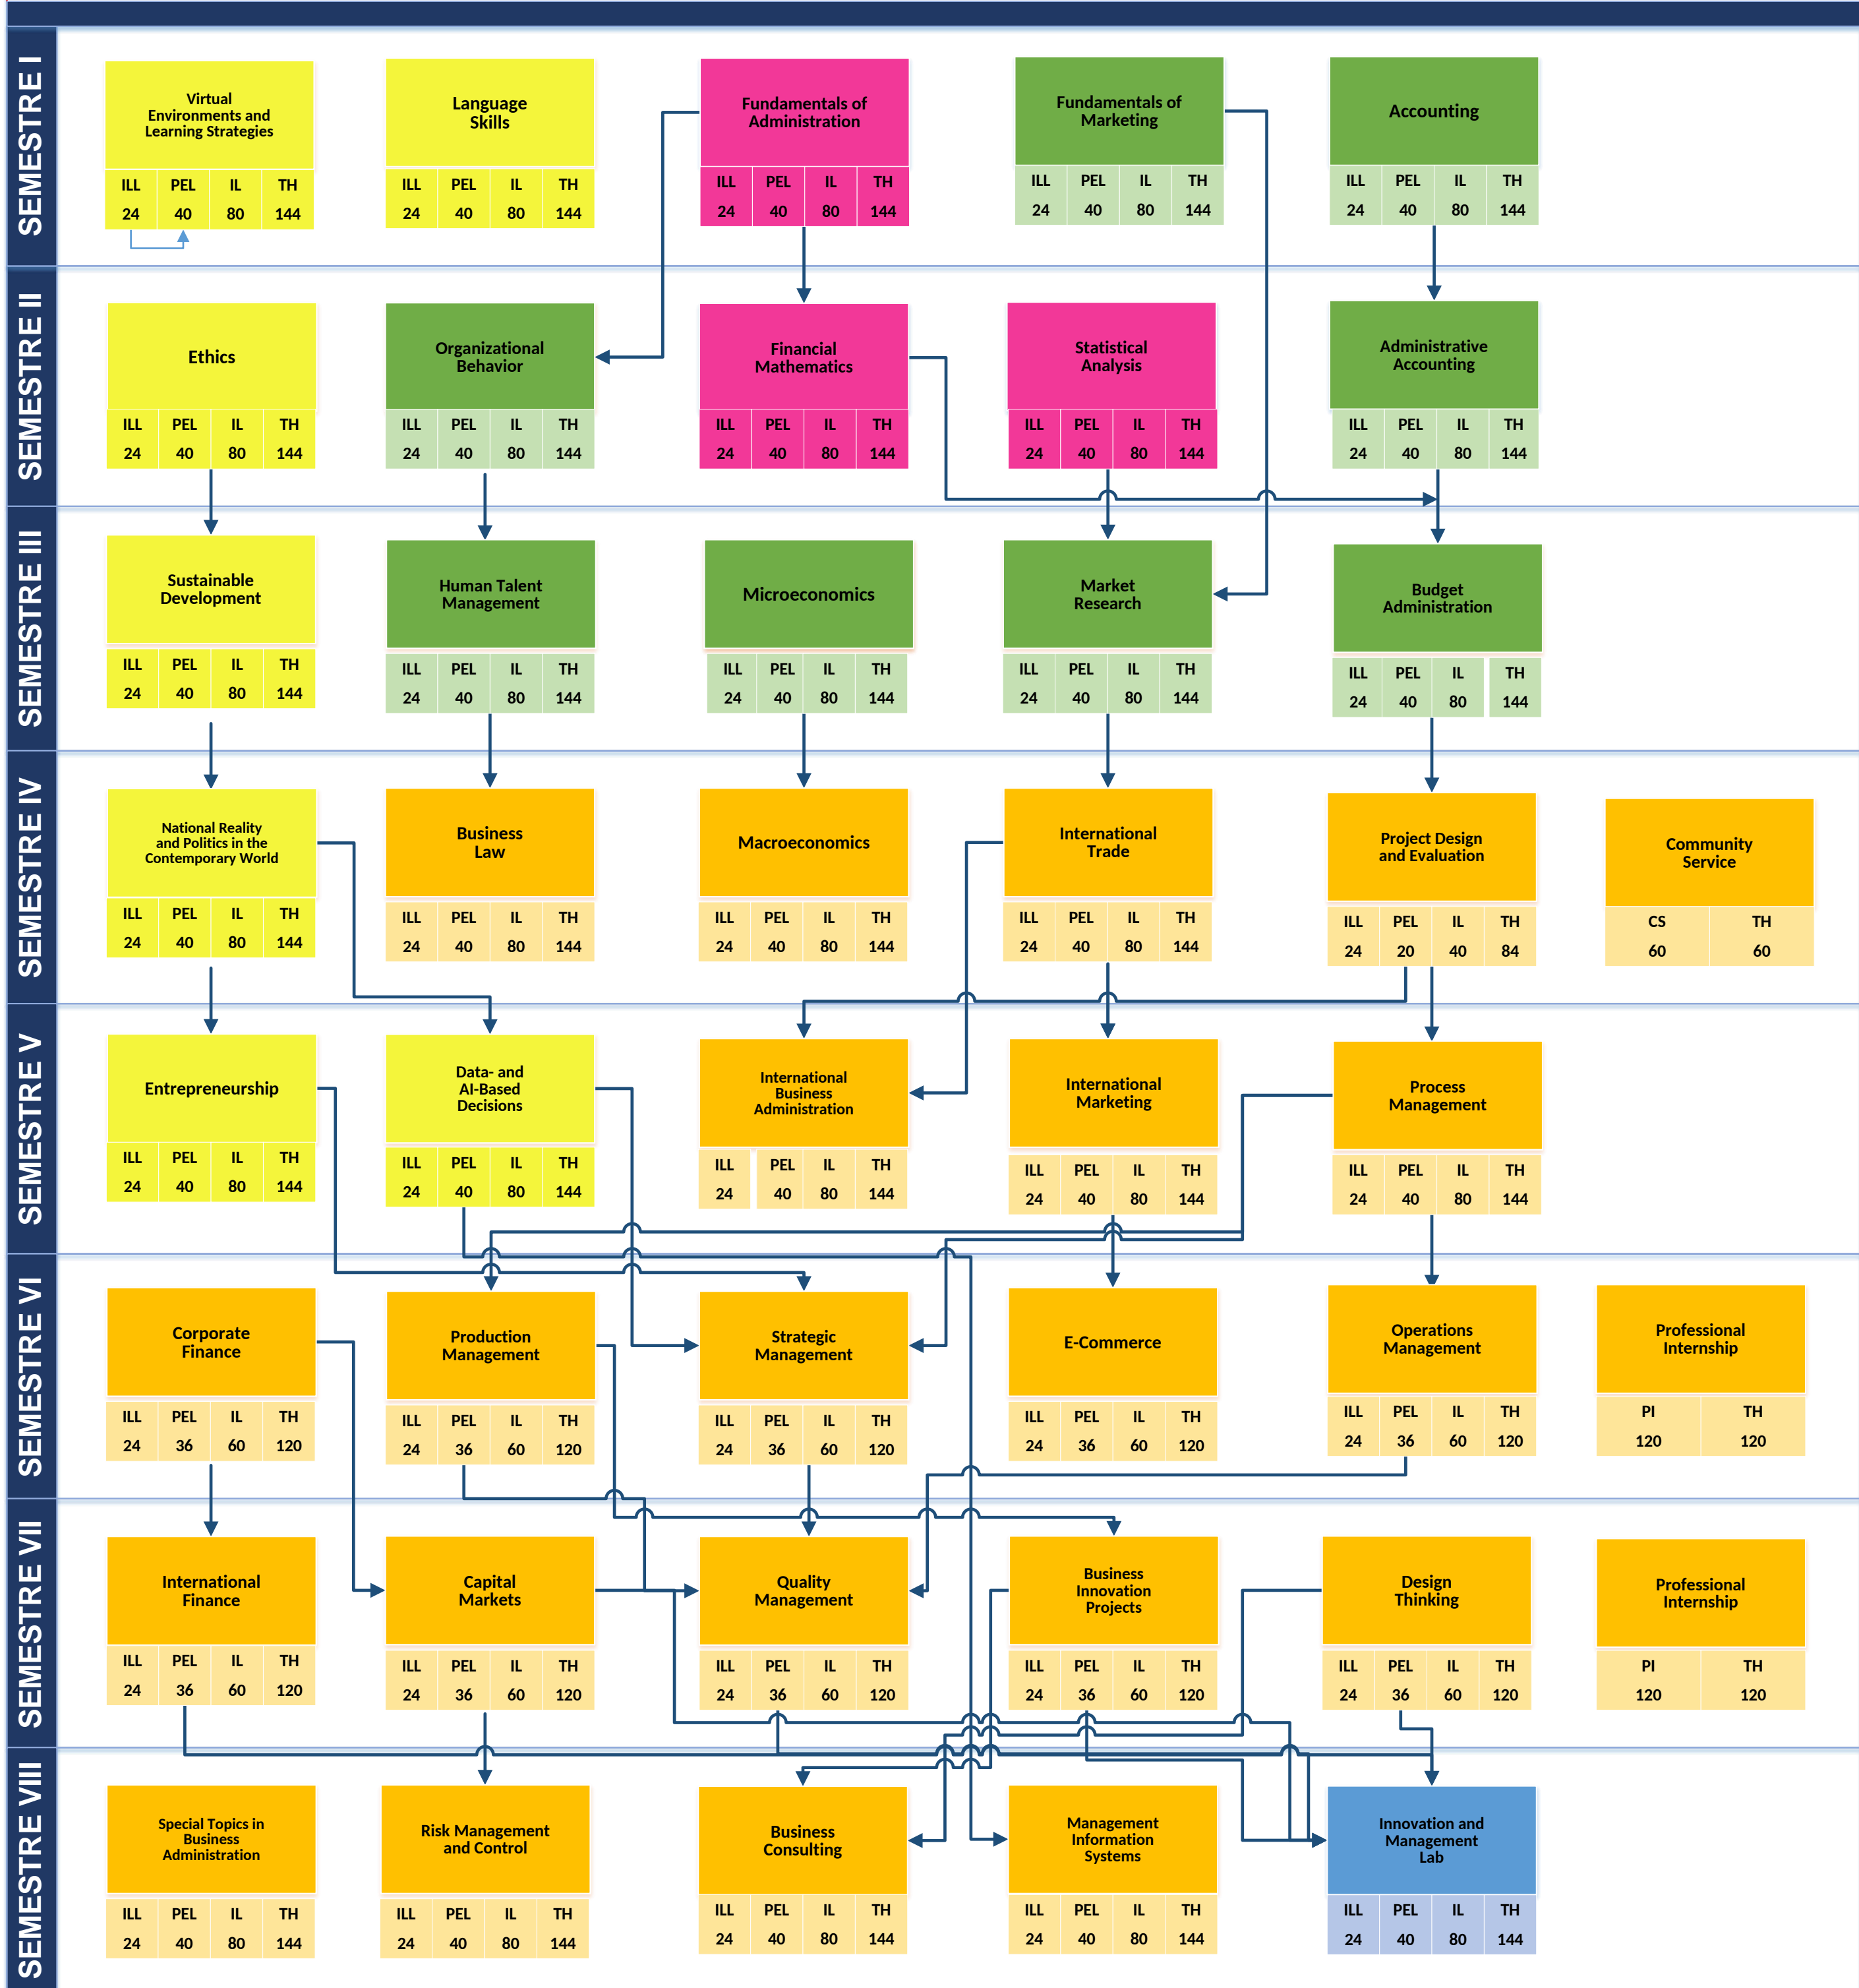 SEMESTRE I
Virtual
Environments and
Learning Strategies
ILL PEL IL TH
24 40 80 144
Language
Skills
ILL PEL IL TH
24 40 80 144
Fundamentals of
Administration
ILL PEL IL TH
24 40 80 144
Fundamentals of
Marketing
ILL PEL IL TH
24 40 80 144
Accounting
ILL PEL IL TH
24 40 80 144
SEMESTRE II
Ethics
ILL PEL IL TH
24 40 80 144
Organizational
Behavior
ILL PEL IL TH
24 40 80 144
Financial
Mathematics
ILL PEL IL TH
24 40 80 144
Statistical
Analysis
ILL PEL IL TH
24 40 80 144
Administrative
Accounting
ILL PEL IL TH
24 40 80 144
SEMESTRE III
Sustainable
Development
ILL PEL IL TH
24 40 80 144
Human Talent
Management
ILL PEL IL TH
24 40 80 144
Microeconomics
ILL PEL IL TH
24 40 80 144
Market
Research
ILL PEL IL TH
24 40 80 144
Budget
Administration
ILL PEL IL TH
24 40 80 144
SEMESTRE IV
National Reality
and Politics in the
Contemporary World
ILL PEL IL TH
24 40 80 144
Business
Law
ILL PEL IL TH
24 40 80 144
Macroeconomics
ILL PEL IL TH
24 40 80 144
International
Trade
ILL PEL IL TH
24 40 80 144
Project Design
and Evaluation
ILL PEL IL TH
24 20 40 84
Community
Service
CS TH
60 60
SEMESTRE V
Entrepreneurship
ILL PEL IL TH
24 40 80 144
Data- and
AI-Based
Decisions
ILL PEL IL TH
24 40 80 144
International
Business
Administration
ILL PEL IL TH
24 40 80 144
International
Marketing
ILL PEL IL TH
24 40 80 144
Process
Management
ILL PEL IL TH
24 40 80 144
SEMESTRE VI
Corporate
Finance
ILL PEL IL TH
24 36 60 120
Production
Management
ILL PEL IL TH
24 36 60 120
Strategic
Management
ILL PEL IL TH
24 36 60 120
E-Commerce
ILL PEL IL TH
24 36 60 120
Operations
Management
ILL PEL IL TH
24 36 60 120
Professional
Internship
PI TH
120 120
SEMESTRE VII
International
Finance
ILL PEL IL TH
24 36 60 120
Capital
Markets
ILL PEL IL TH
24 36 60 120
Quality
Management
ILL PEL IL TH
24 36 60 120
Business
Innovation
Projects
ILL PEL IL TH
24 36 60 120
Design
Thinking
ILL PEL IL TH
24 36 60 120
Professional
Internship
PI TH
120 120
SEMESTRE VIII
Special Topics in
Business
Administration
ILL PEL IL TH
24 40 80 144
Risk Management
and Control
ILL PEL IL TH
24 40 80 144
Business
Consulting
ILL PEL IL TH
24 40 80 144
Management
Information
Systems
ILL PEL IL TH
24 40 80 144
Innovation and
Management
Lab
ILL PEL IL TH
24 40 80 144